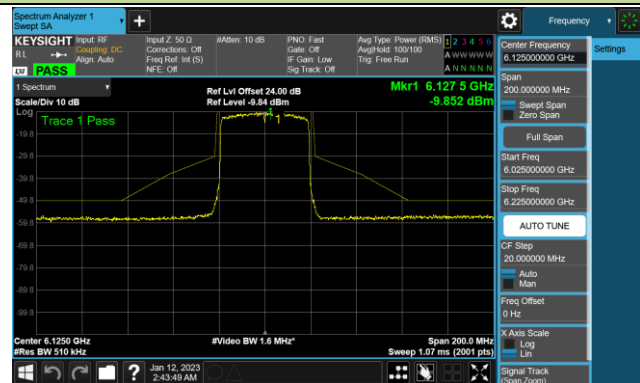 Spectrum Analyzer 1
Swept SA
Frequency
KEYSIGHT
RL
PASS
Input: RF
Coupling: DC
Align: Auto
Input Z: 50 Ω
Corrections: Off
Freq Ref: Int (S)
NFE: Off
#Atten: 10 dB
PNO: Fast
Gate: Off
IF Gain: Low
Sig Track: Off
Avg Type: Power (RMS)
Avg|Hold: 100/100
Trig: Free Run
1 2 3 4 5 6
A W W W W W
A N N N N N
1 Spectrum
Scale/Div 10 dB
Ref Lvl Offset 24.00 dB
Ref Level -9.84 dBm
Mkr1 6.127 5 GHz
-9.852 dBm
Log
Trace 1 Pass
-19.8
-29.8
-39.8
-49.8
-59.8
-69.8
-79.8
-89.8
-99.8
Center 6.1250 GHz
#Res BW 510 kHz
#Video BW 1.6 MHz*
Span 200.0 MHz
Sweep 1.07 ms (2001 pts)
Jan 12, 2023
2:43:49 AM
Center Frequency
6.125000000 GHz
Settings
Span
200.000000 MHz
Swept Span
Zero Span
Full Span
Start Freq
6.025000000 GHz
Stop Freq
6.225000000 GHz
AUTO TUNE
CF Step
20.000000 MHz
Auto
Man
Freq Offset
0 Hz
X Axis Scale
Log
Lin
Signal Track
(Span Zoom)